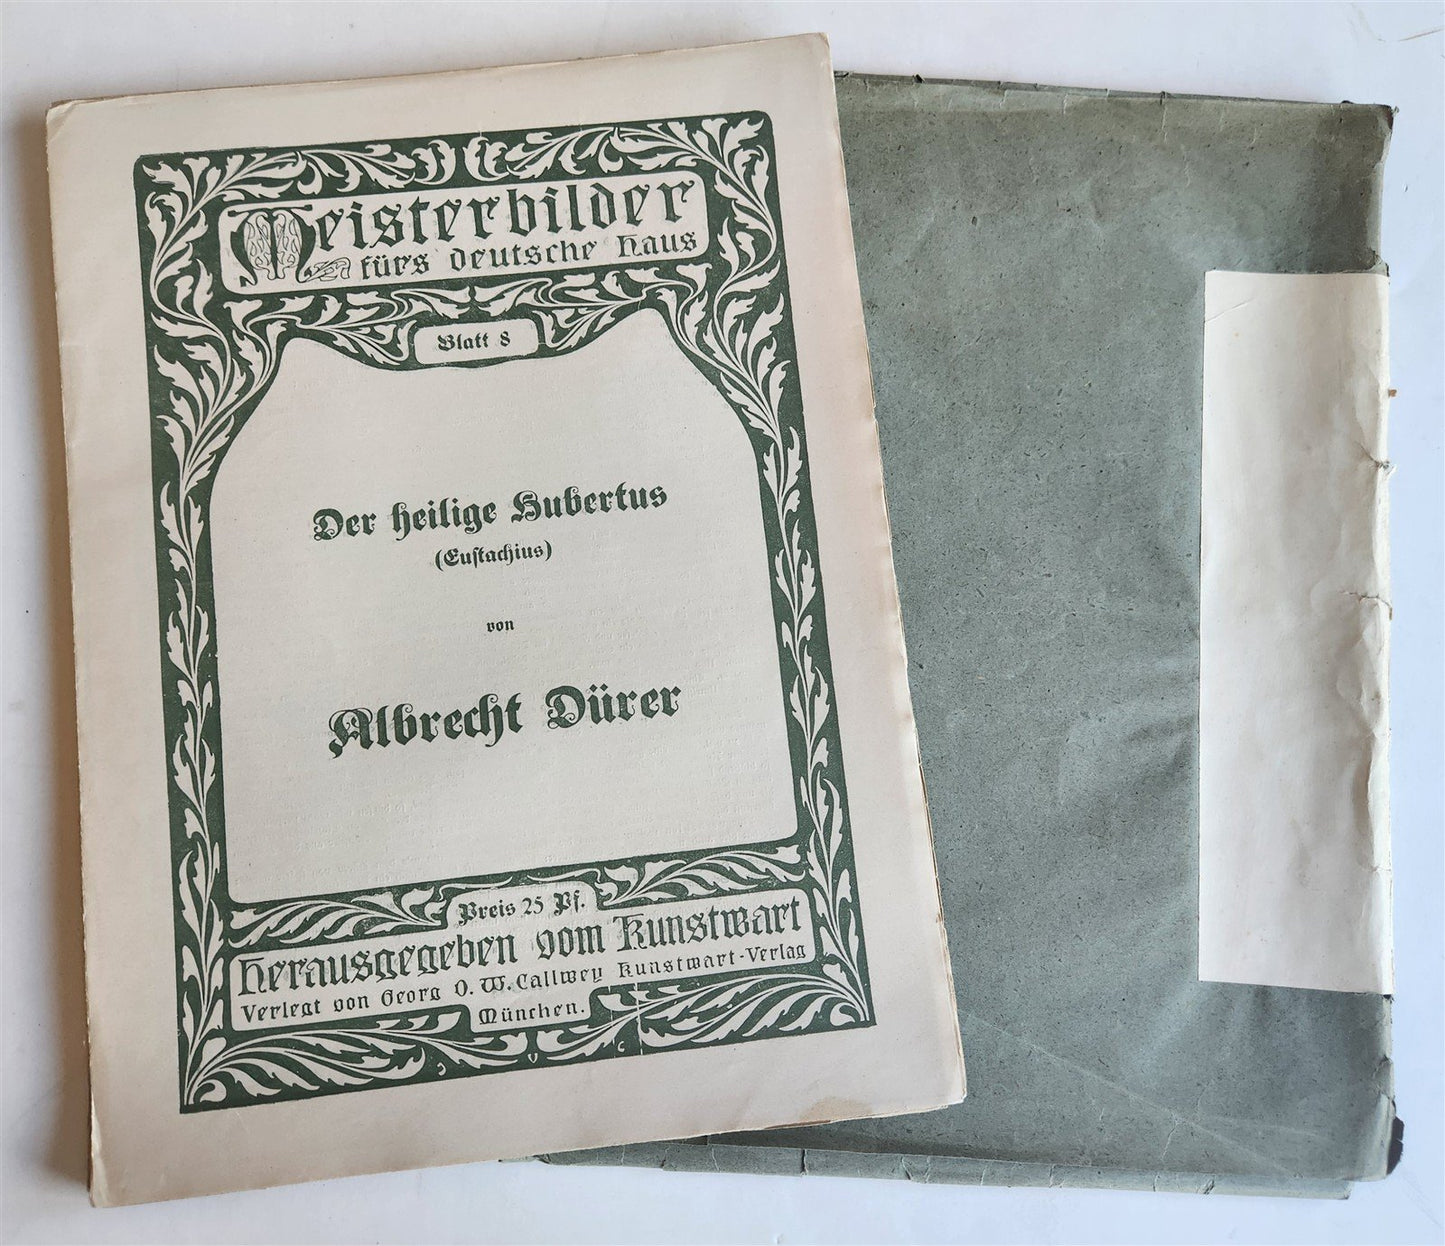 Meisterbilder
fürs deutsche Haus
Blatt 8
Der heilige Hubertus
(Euſtachius)
von
Albrecht Dürer
Preis 25 Pf.
Herausgegeben vom Kunstwart
Verlegt von Georg D. W. Callwey Kunstwart-Verlag
München.
J V C